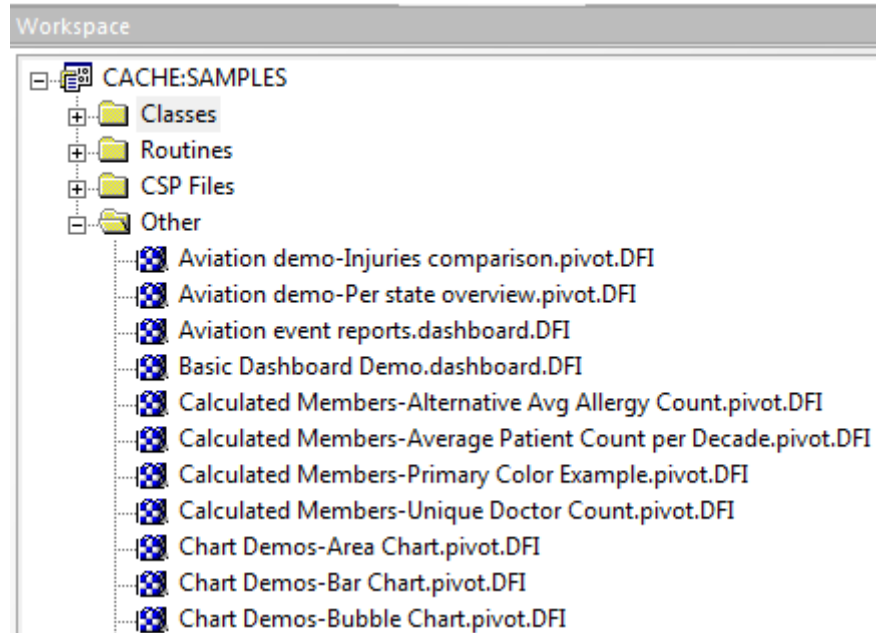 Workspace
CACHE:SAMPLES
Classes
Routines
CSP Files
Other
Aviation demo-Injuries comparison.pivot.DFI
Aviation demo-Per state overview.pivot.DFI
Aviation event reports.dashboard.DFI
Basic Dashboard Demo.dashboard.DFI
Calculated Members-Alternative Avg Allergy Count.pivot.DFI
Calculated Members-Average Patient Count per Decade.pivot.DFI
Calculated Members-Primary Color Example.pivot.DFI
Calculated Members-Unique Doctor Count.pivot.DFI
Chart Demos-Area Chart.pivot.DFI
Chart Demos-Bar Chart.pivot.DFI
Chart Demos-Bubble Chart.pivot.DFI